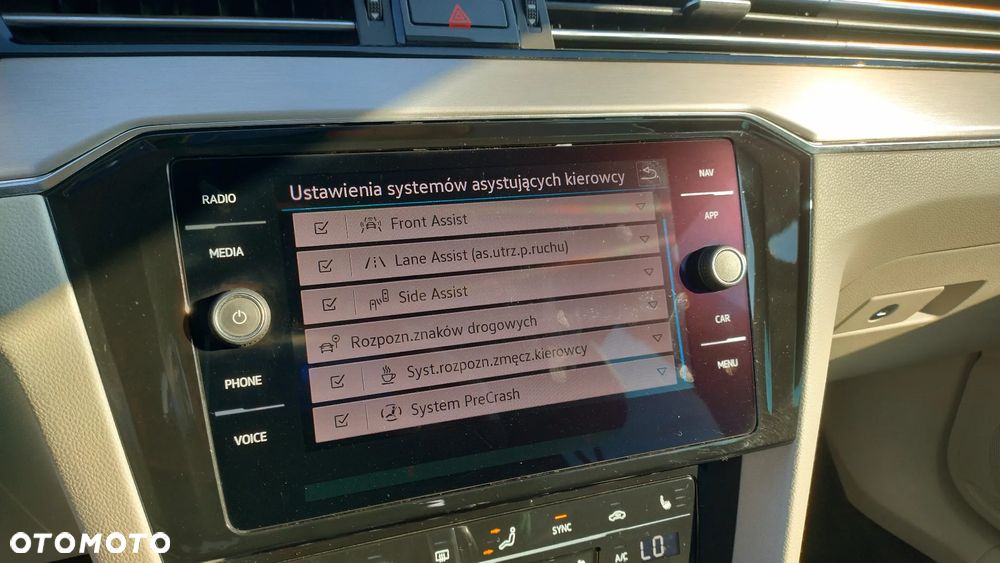 RADIO
MEDIA
PHONE
VOICE
Ustawienia systemów asystujących kierowcy
Front Assist
Lane Assist (as.utrz.p.ruchu)
Side Assist
Rozpozn.znaków drogowych
Syst.rozpozn.zmęcz.kierowcy
System PreCrash
NAV
APP
CAR
MENU
SYNC
A/C
LO
OTOMOTO